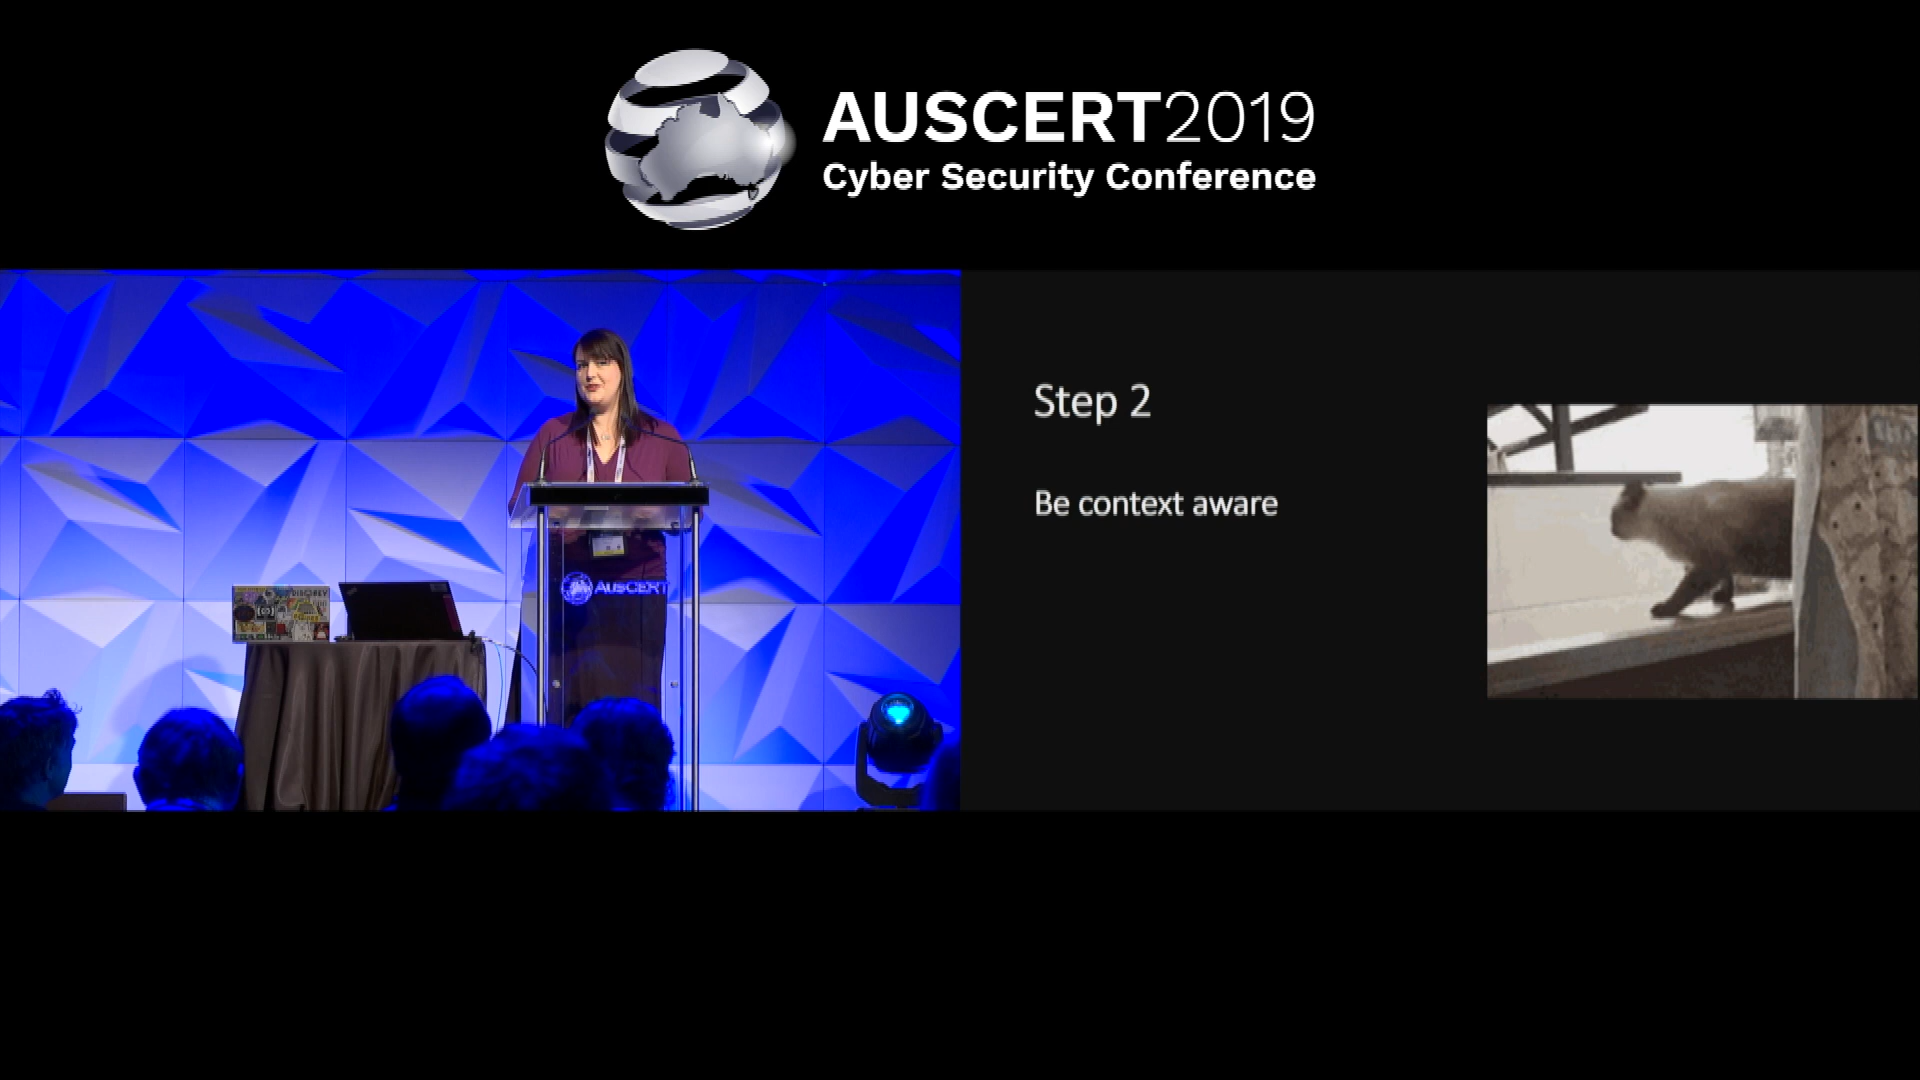 AUSCERT2019
Cyber Security Conference
Step 2
Be context aware
AUSCERT